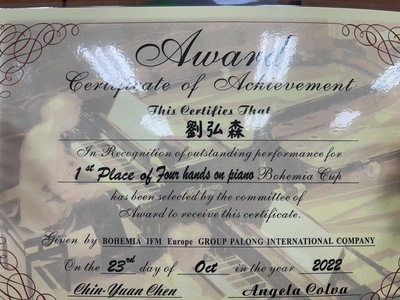 Award
Certificate of Achievement
This Certifies That
劉弘森
In Recognition of outstanding performance for
1st Place of Four hands on piano Bohemia Cup
has been selected by the committee of
Award to receive this certificate.
Given by BOHEMIA IFM Europe GROUP PALONG INTERNATIONAL COMPANY
On the 23rd day of Oct in the year 2022
Chin-Yuan Chen Angela Colva